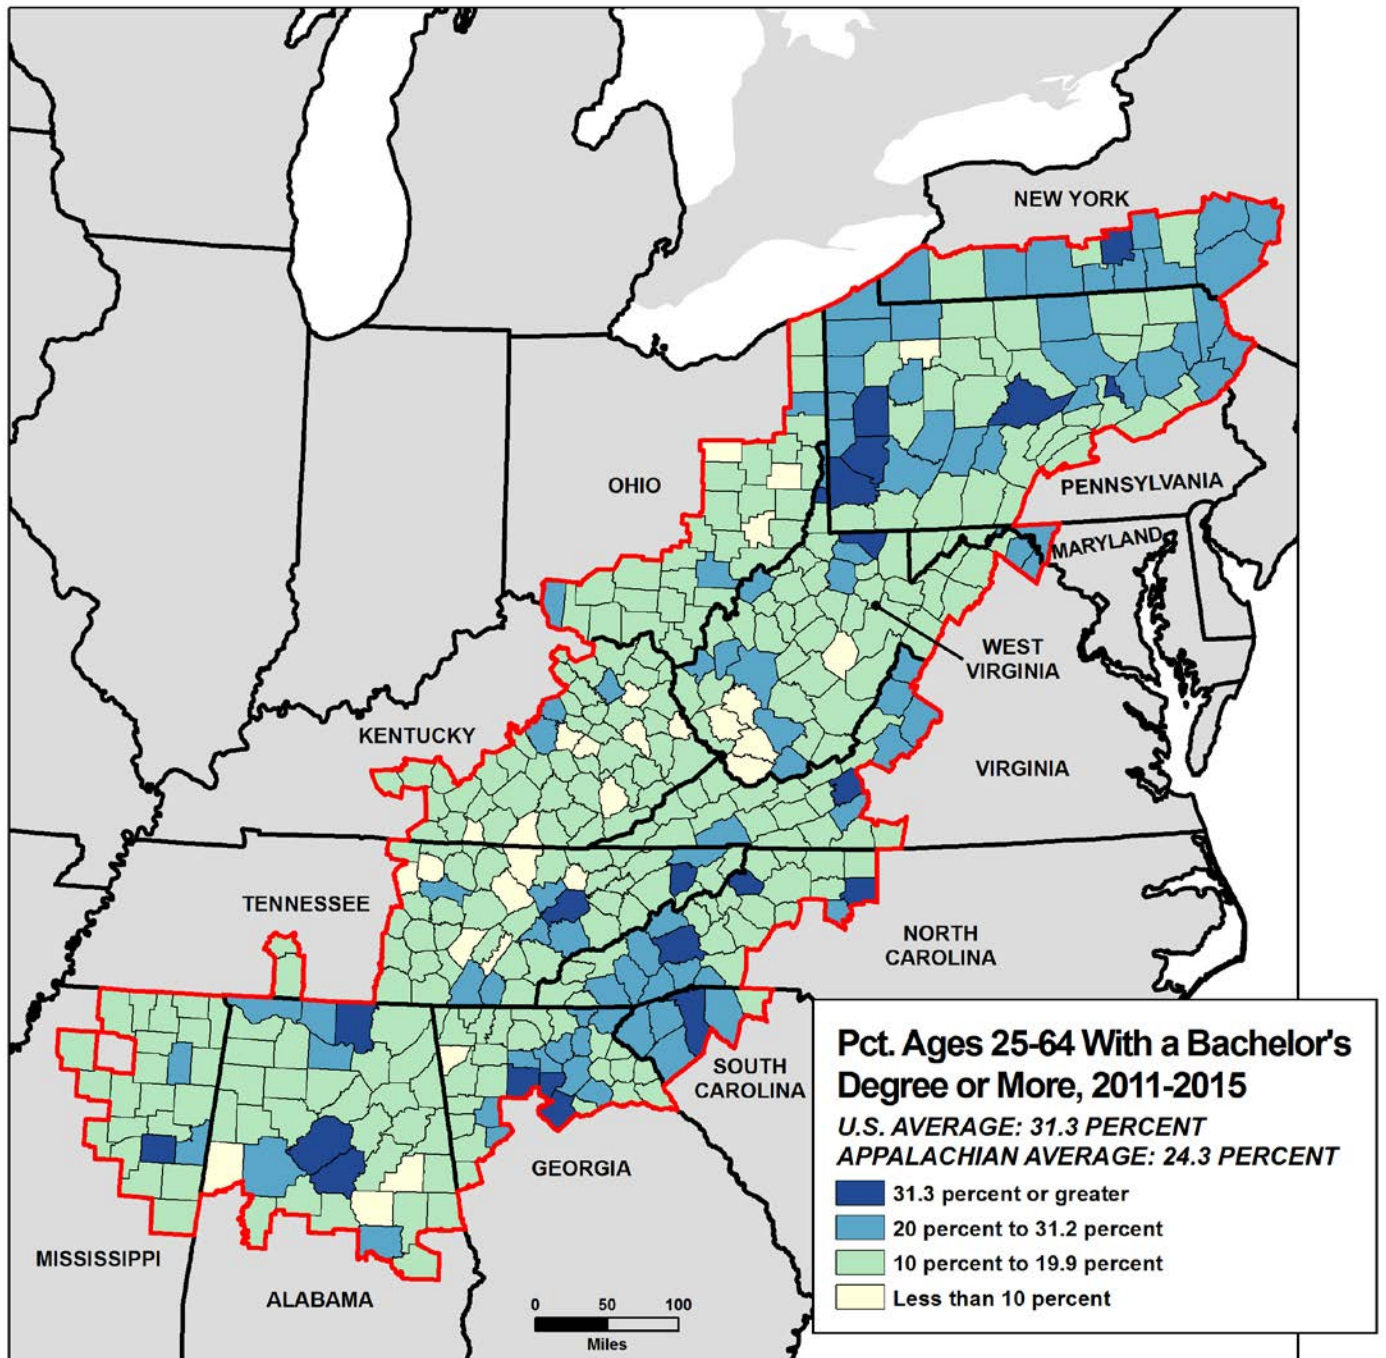 NEW YORK
OHIO
PENNSYLVANIA
MARYLAND
WEST
VIRGINIA
KENTUCKY
VIRGINIA
TENNESSEE
NORTH
CAROLINA
SOUTH
CAROLINA
GEORGIA
MISSISSIPPI
ALABAMA
0 50 100
Miles
Pct. Ages 25-64 With a Bachelor's
Degree or More, 2011-2015
U.S. AVERAGE: 31.3 PERCENT
APPALACHIAN AVERAGE: 24.3 PERCENT
31.3 percent or greater
20 percent to 31.2 percent
10 percent to 19.9 percent
Less than 10 percent